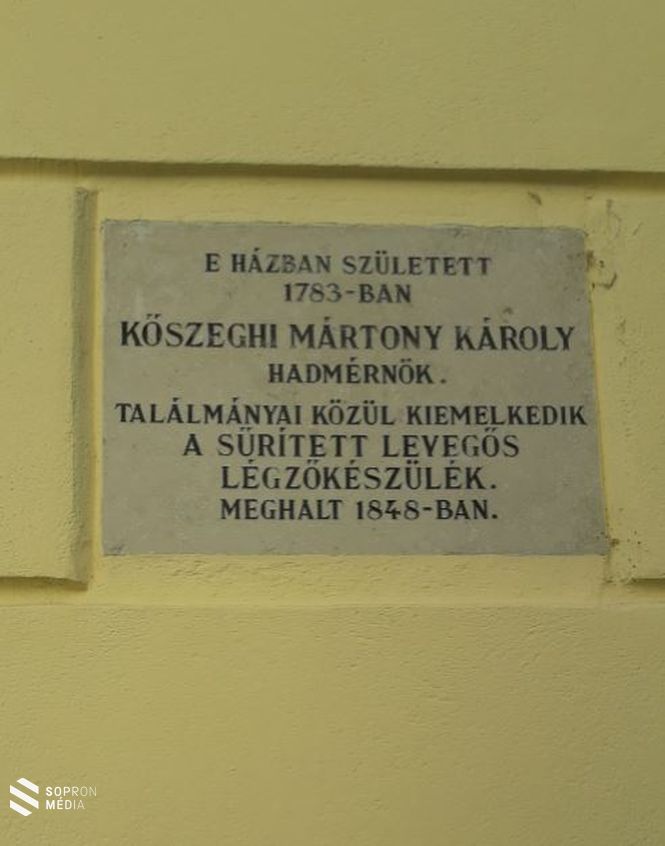 E HÁZBAN SZÜLETETT
1783-BAN
KŐSZEGHI MÁRTONY KÁROLY
HADMÉRNÖK.
TALÁLMÁNYAI KÖZÜL KIEMELKEDIK
A SŰRÍTETT LEVEGŐS
LÉGZŐKÉSZÜLÉK.
MEGHALT 1848-BAN.
SOPRON
MÉDIA